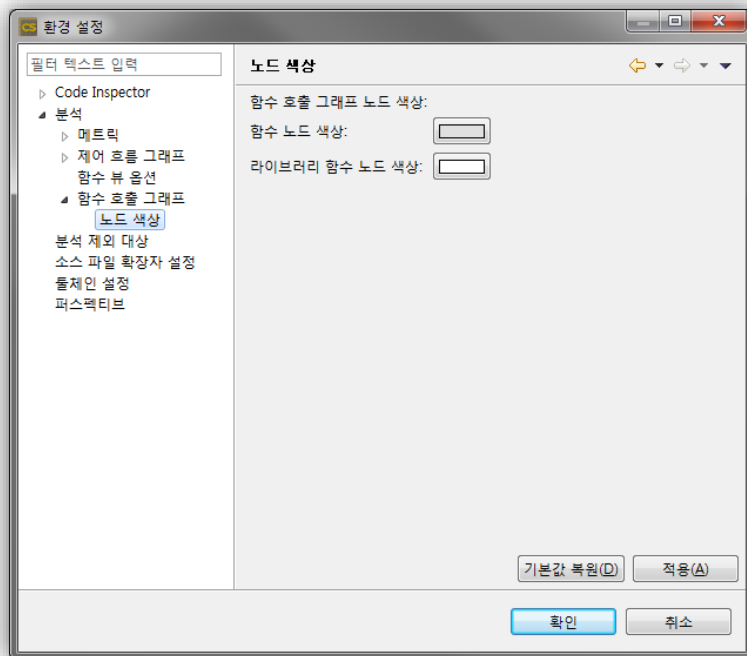 CS 환경 설정
필터 텍스트 입력
Code Inspector
분석
메트릭
제어 흐름 그래프
함수 뷰 옵션
함수 호출 그래프
노드 색상
분석 제외 대상
소스 파일 확장자 설정
툴체인 설정
퍼스펙티브
노드 색상
함수 호출 그래프 노드 색상:
함수 노드 색상:
라이브러리 함수 노드 색상:
기본값 복원(D)
적용(A)
확인
취소